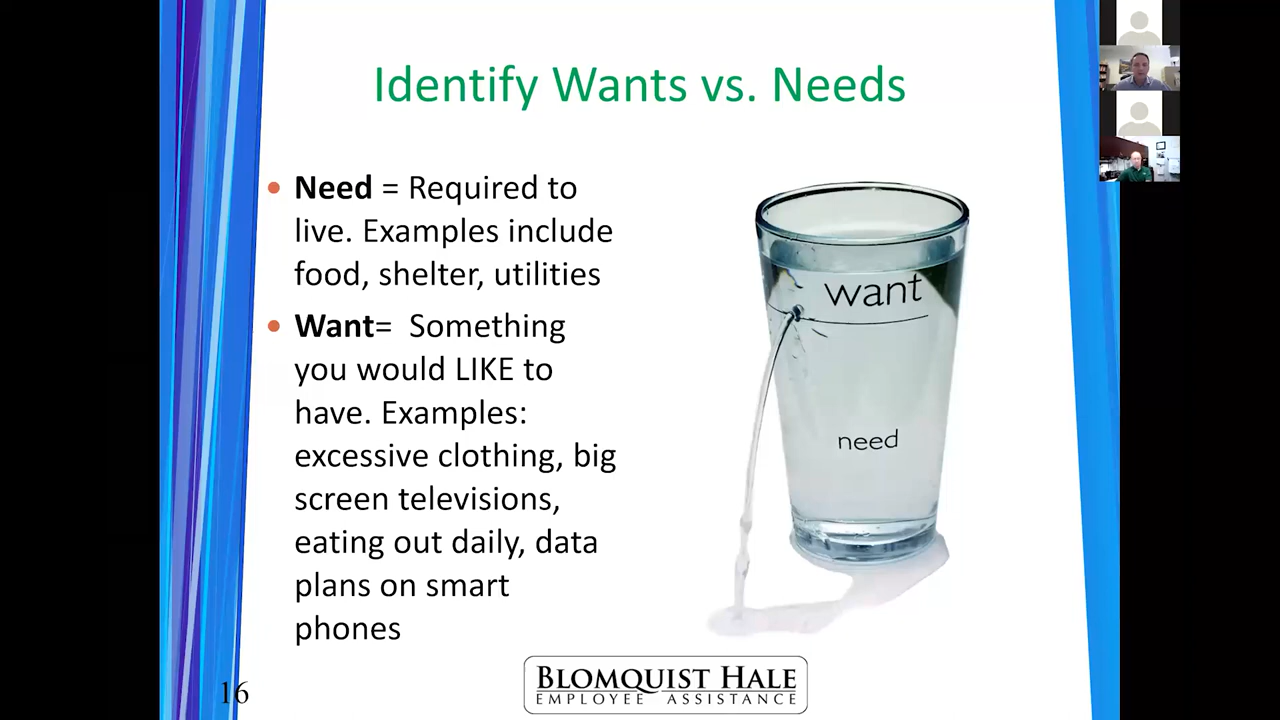 Identify Wants vs. Needs
• Need = Required to
live. Examples include
food, shelter, utilities
• Want= Something
you would LIKE to
have. Examples:
excessive clothing, big
screen televisions,
eating out daily, data
plans on smart
phones
want
need
16
BLOMQUIST HALE
EMPLOYEE ASSISTANCE